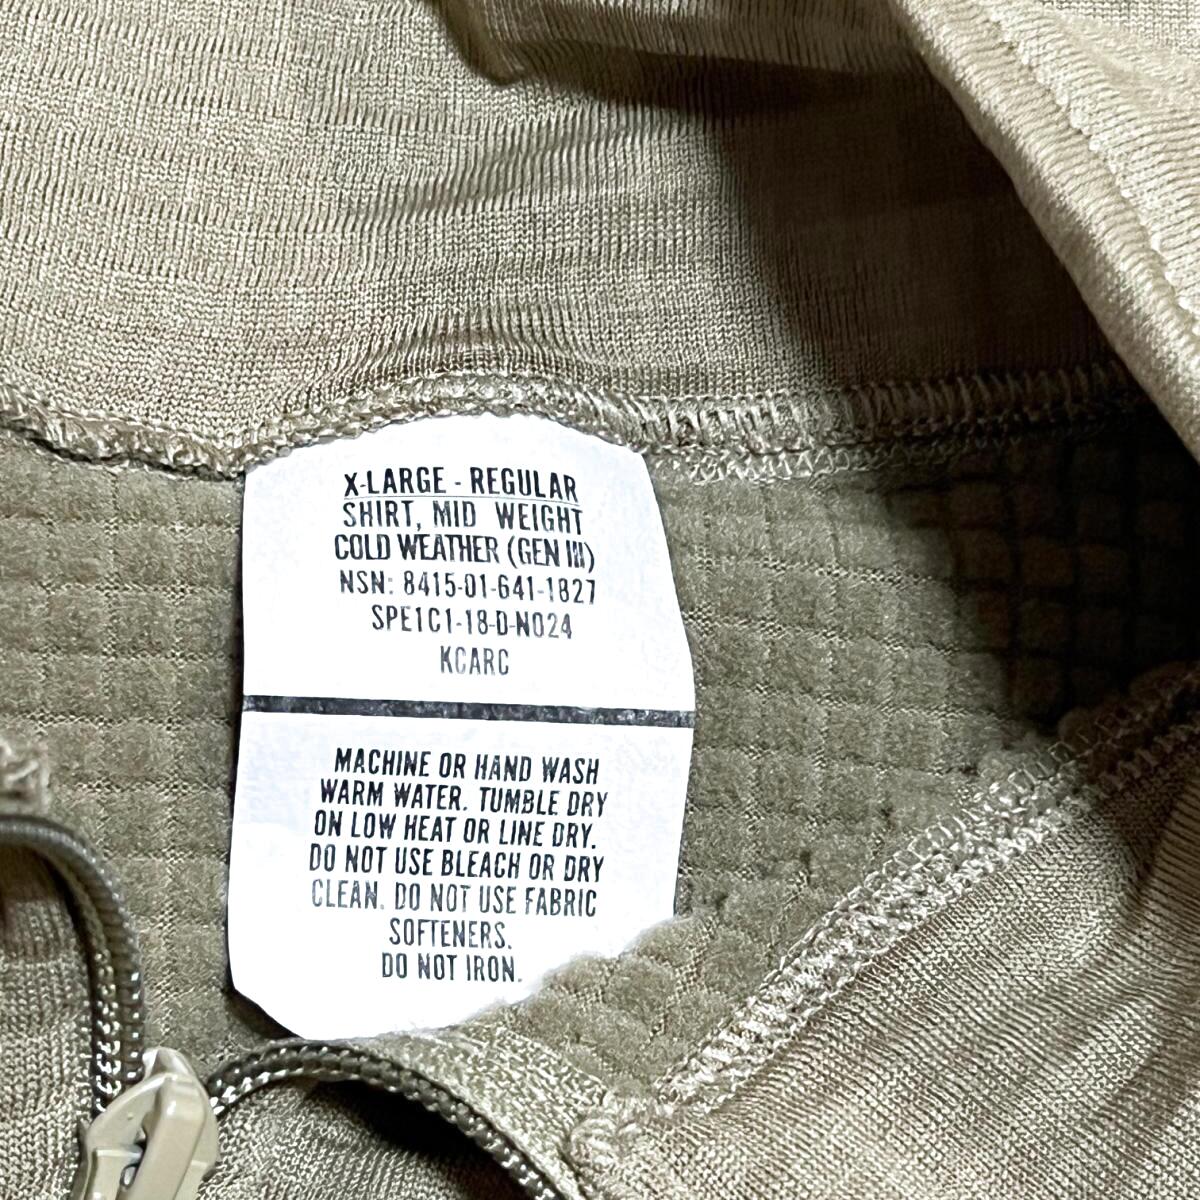 X-LARGE - REGULAR
SHIRT, MID WEIGHT
COLD WEATHER (GEN III)
NSN: 8415-01-641-1827
SPE1C1-18-D-N024
KCARC
MACHINE OR HAND WASH
WARM WATER. TUMBLE DRY
ON LOW HEAT OR LINE DRY.
DO NOT USE BLEACH OR DRY
CLEAN. DO NOT USE FABRIC
SOFTENERS.
DO NOT IRON.